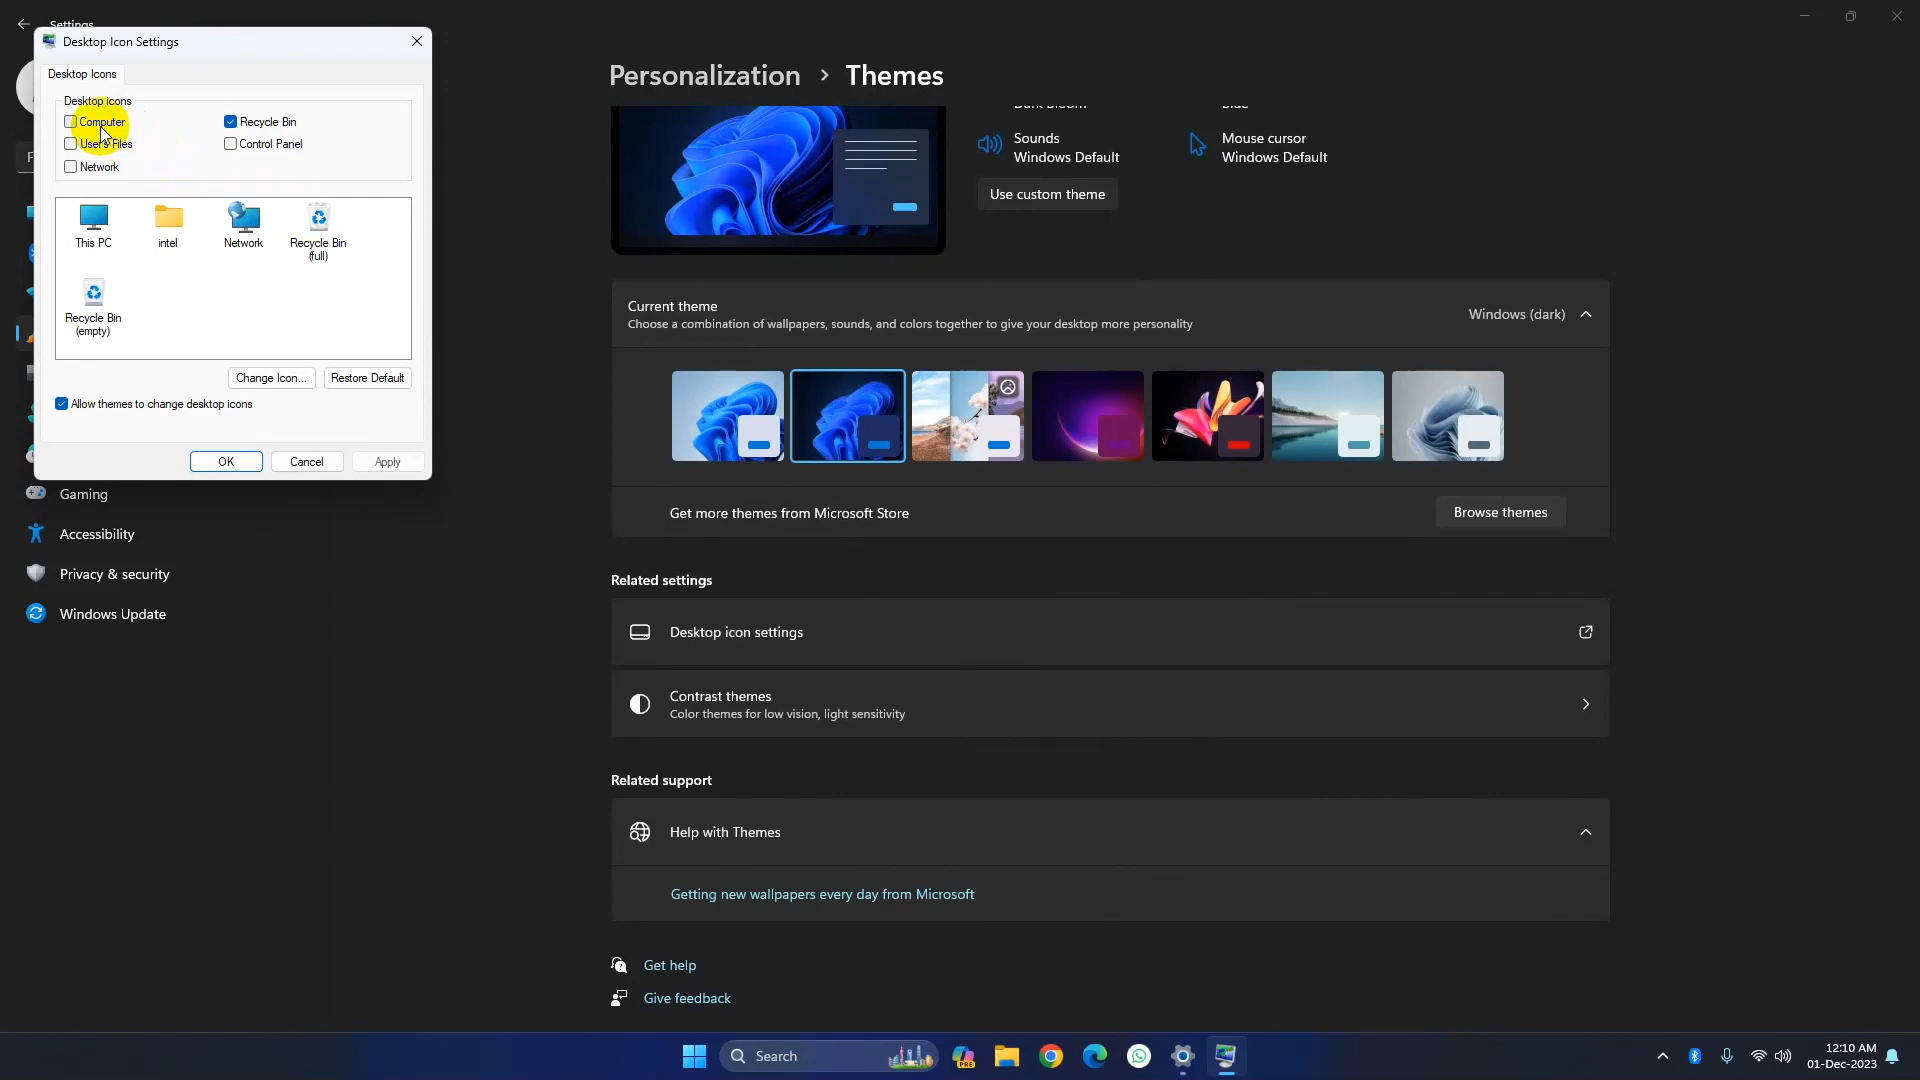 Settings
Desktop Icon Settings
Desktop Icons
Desktop icons
Computer
Recycle Bin
User's Files
Control Panel
Network
This PC
intel
Network
Recycle Bin
(full)
Recycle Bin
(empty)
Change Icon...
Restore Default
Allow themes to change desktop icons
OK
Cancel
Apply
Gaming
Accessibility
Privacy & security
Windows Update
Personalization > Themes
Sounds
Windows Default
Mouse cursor
Windows Default
Use custom theme
Current theme
Choose a combination of wallpapers, sounds, and colors together to give your desktop more personality
Windows (dark)
Get more themes from Microsoft Store
Browse themes
Related settings
Desktop icon settings
Contrast themes
Color themes for low vision, light sensitivity
Related support
Help with Themes
Getting new wallpapers every day from Microsoft
Get help
Give feedback
Search
PRE
12:10 AM
01-Dec-2023